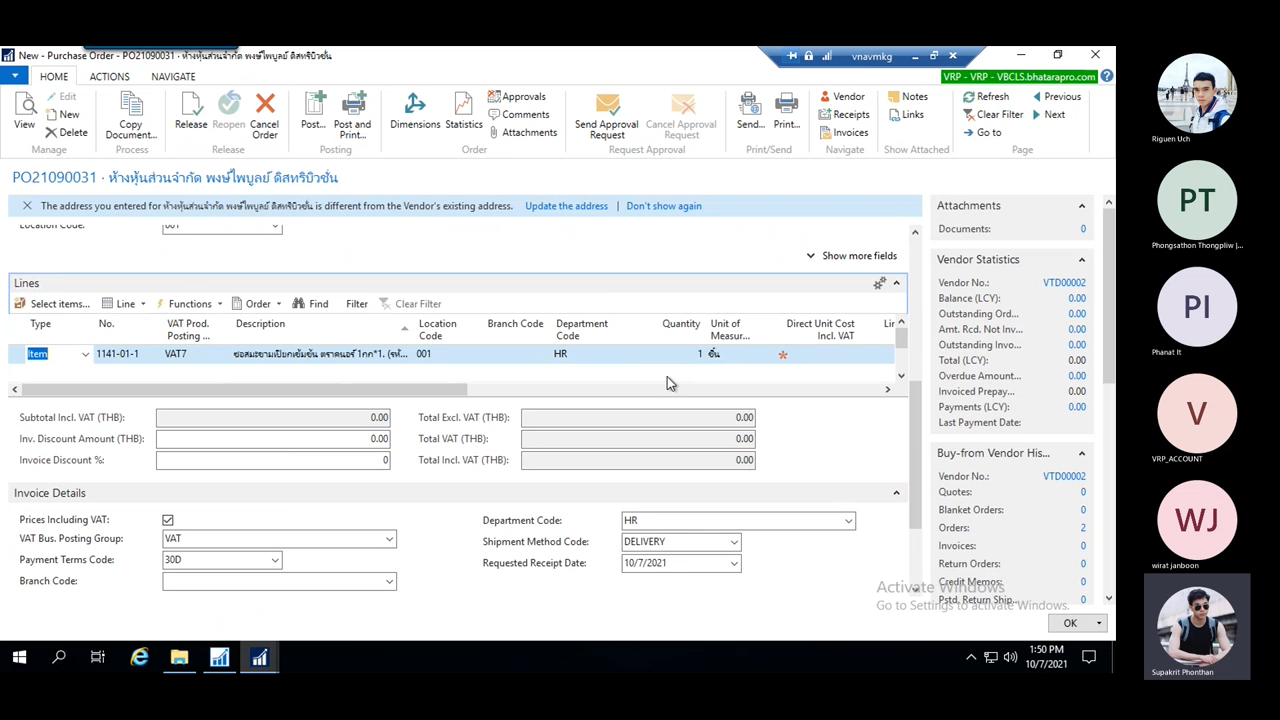 New - Purchase Order - PO21090031 · ห้างหุ้นส่วนจำกัด พงษ์ไพบูลย์ ดิสทริบิวชั่น
vnavmkg
HOME ACTIONS NAVIGATE
VRP - VRP - VBCLS.bhatarapro.com
View Edit New Delete
Manage
Copy Document...
Process
Release Reopen Cancel Order
Release
Post... Post and Print...
Posting
Dimensions Statistics Approvals Comments Attachments
Order
Send Approval Request Cancel Approval Request
Request Approval
Send... Print...
Print/Send
Vendor Receipts Invoices
Navigate
Notes Links
Show Attached
Refresh Clear Filter Go to Previous Next
Page
PO21090031 · ห้างหุ้นส่วนจำกัด พงษ์ไพบูลย์ ดิสทริบิวชั่น
The address you entered for ห้างหุ้นส่วนจำกัด พงษ์ไพบูลย์ ดิสทริบิวชั่น is different from the Vendor's existing address. Update the address | Don't show again
Location Code: 001
Show more fields
Lines
Select items... Line Functions Order Find Filter Clear Filter
Type No. VAT Prod. Posting ... Description Location Code Branch Code Department Code Quantity Unit of Measur... Direct Unit Cost Incl. VAT Lir
Item 1141-01-1 VAT7 001 HR 1 ชิ้น *
Subtotal Incl. VAT (THB): 0.00 Total Excl. VAT (THB): 0.00
Inv. Discount Amount (THB): 0.00 Total VAT (THB): 0.00
Invoice Discount %: 0 Total Incl. VAT (THB): 0.00
Invoice Details
Prices Including VAT: Department Code: HR
VAT Bus. Posting Group: VAT Shipment Method Code: DELIVERY
Payment Terms Code: 30D Requested Receipt Date: 10/7/2021
Branch Code:
Attachments
Documents: 0
Vendor Statistics
Vendor No.: VTD00002
Balance (LCY): 0.00
Outstanding Ord... 0.00
Amt. Rcd. Not Inv... 0.00
Outstanding Invoi... 0.00
Total (LCY): 0.00
Overdue Amount... 0.00
Invoiced Prepay... 0.00
Payments (LCY): 0.00
Last Payment Date:
Buy-from Vendor His...
Vendor No.: VTD00002
Quotes: 0
Blanket Orders: 0
Orders: 2
Invoices: 0
Return Orders: 0
Credit Memos: 0
Pstd. Return Ship... 0
Activate Windows
Go to Settings to activate Windows.
OK
1:50 PM
10/7/2021
Riguen Uch
PT
Phongsathon Thongpliw |...
PI
Phanat It
V
VRP_ACCOUNT
WJ
wirat janboon
Supakrit Phonthan